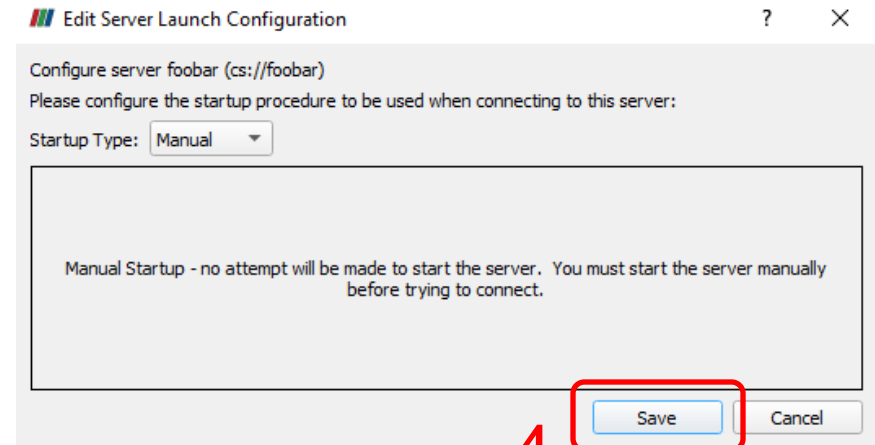 Edit Server Launch Configuration ?
Configure server foobar (cs://foobar)
Please configure the startup procedure to be used when connecting to this server:
Startup Type: Manual
Manual Startup - no attempt will be made to start the server. You must start the server manually
before trying to connect.
Save Cancel
4